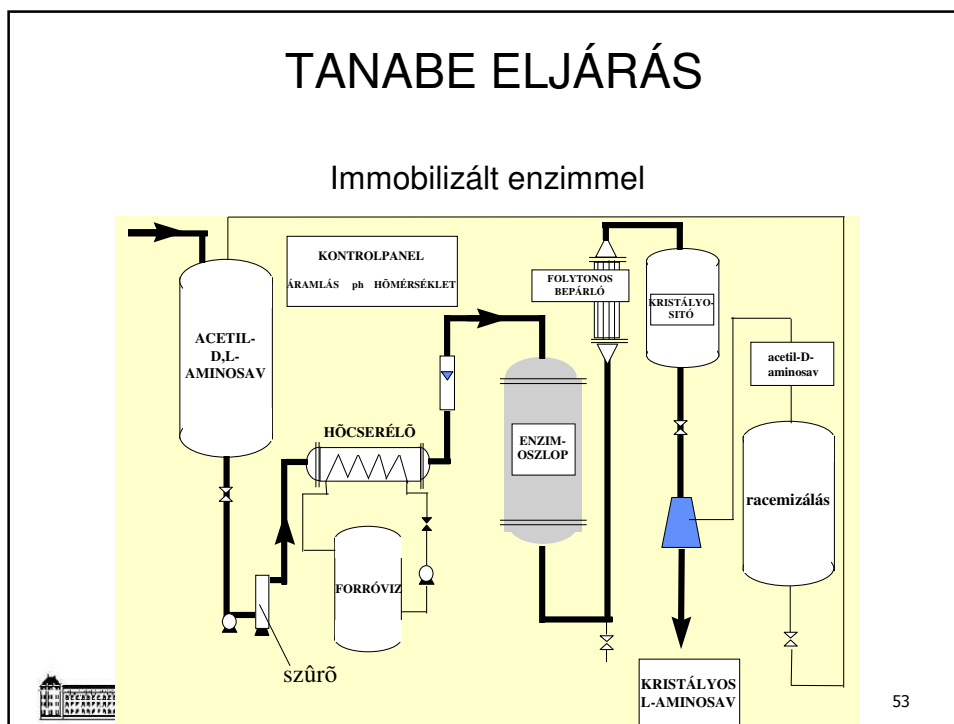 TANABE ELJÁRÁS
Immobilizált enzimmel
KONTROLPANEL
ÁRAMLÁS ph HÕMÉRSÉKLET
FOLYTONOS
BEPÁRLÓ
KRISTÁLYO-
SITÓ
ACETIL-
D,L-
AMINOSAV
acetil-D-
aminosav
HÕCSERÉLÕ
ENZIM-
OSZLOP
racemizálás
FORRÓVIZ
szûrõ
KRISTÁLYOS
L-AMINOSAV
53